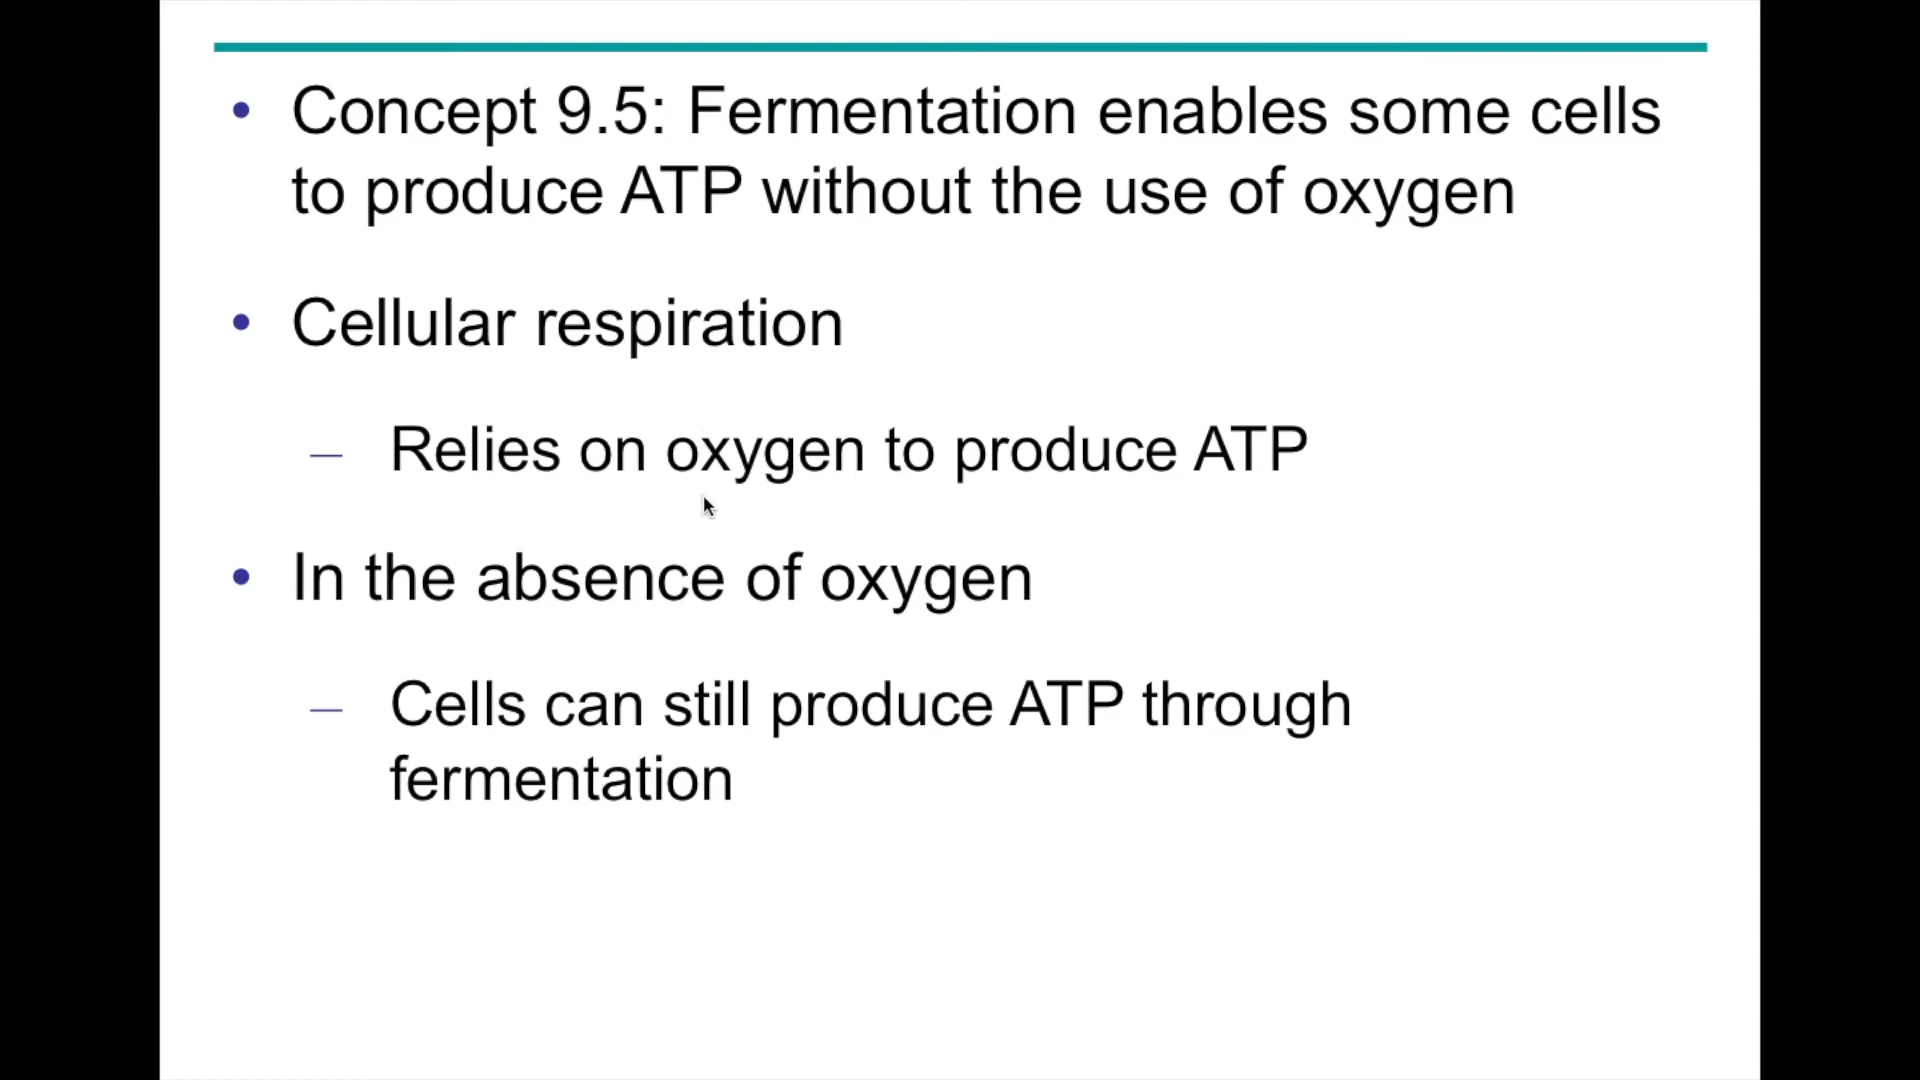 • Concept 9.5: Fermentation enables some cells
to produce ATP without the use of oxygen
• Cellular respiration
– Relies on oxygen to produce ATP
• In the absence of oxygen
– Cells can still produce ATP through
fermentation